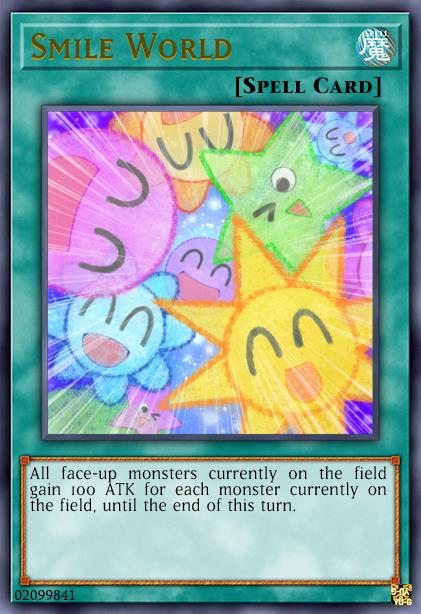 Smile World
SPELL
魔
[Spell Card]
All face-up monsters currently on the field
gain 100 ATK for each monster currently on
the field, until the end of this turn.
02099841